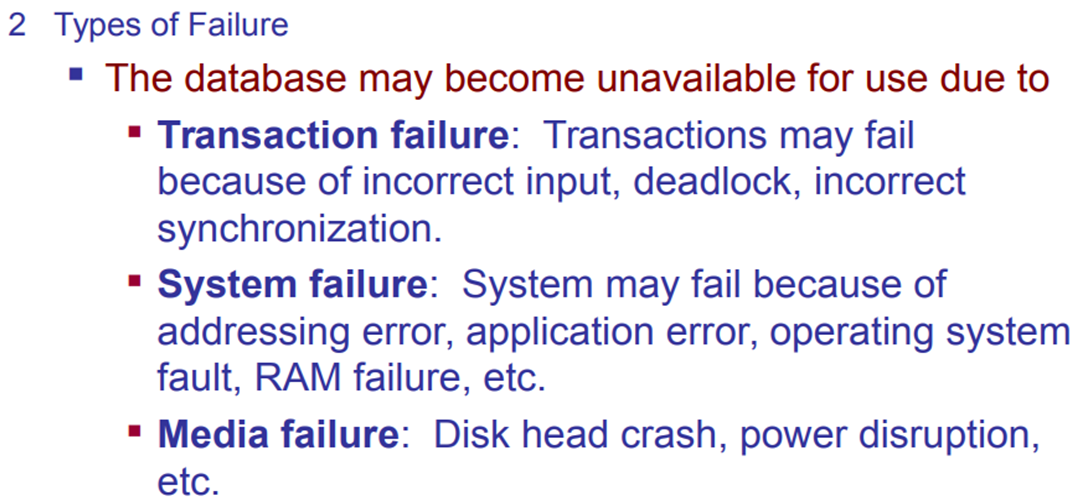 2 Types of Failure
▪ The database may become unavailable for use due to
▪ Transaction failure: Transactions may fail
because of incorrect input, deadlock, incorrect
synchronization.
▪ System failure: System may fail because of
addressing error, application error, operating system
fault, RAM failure, etc.
▪ Media failure: Disk head crash, power disruption,
etc.